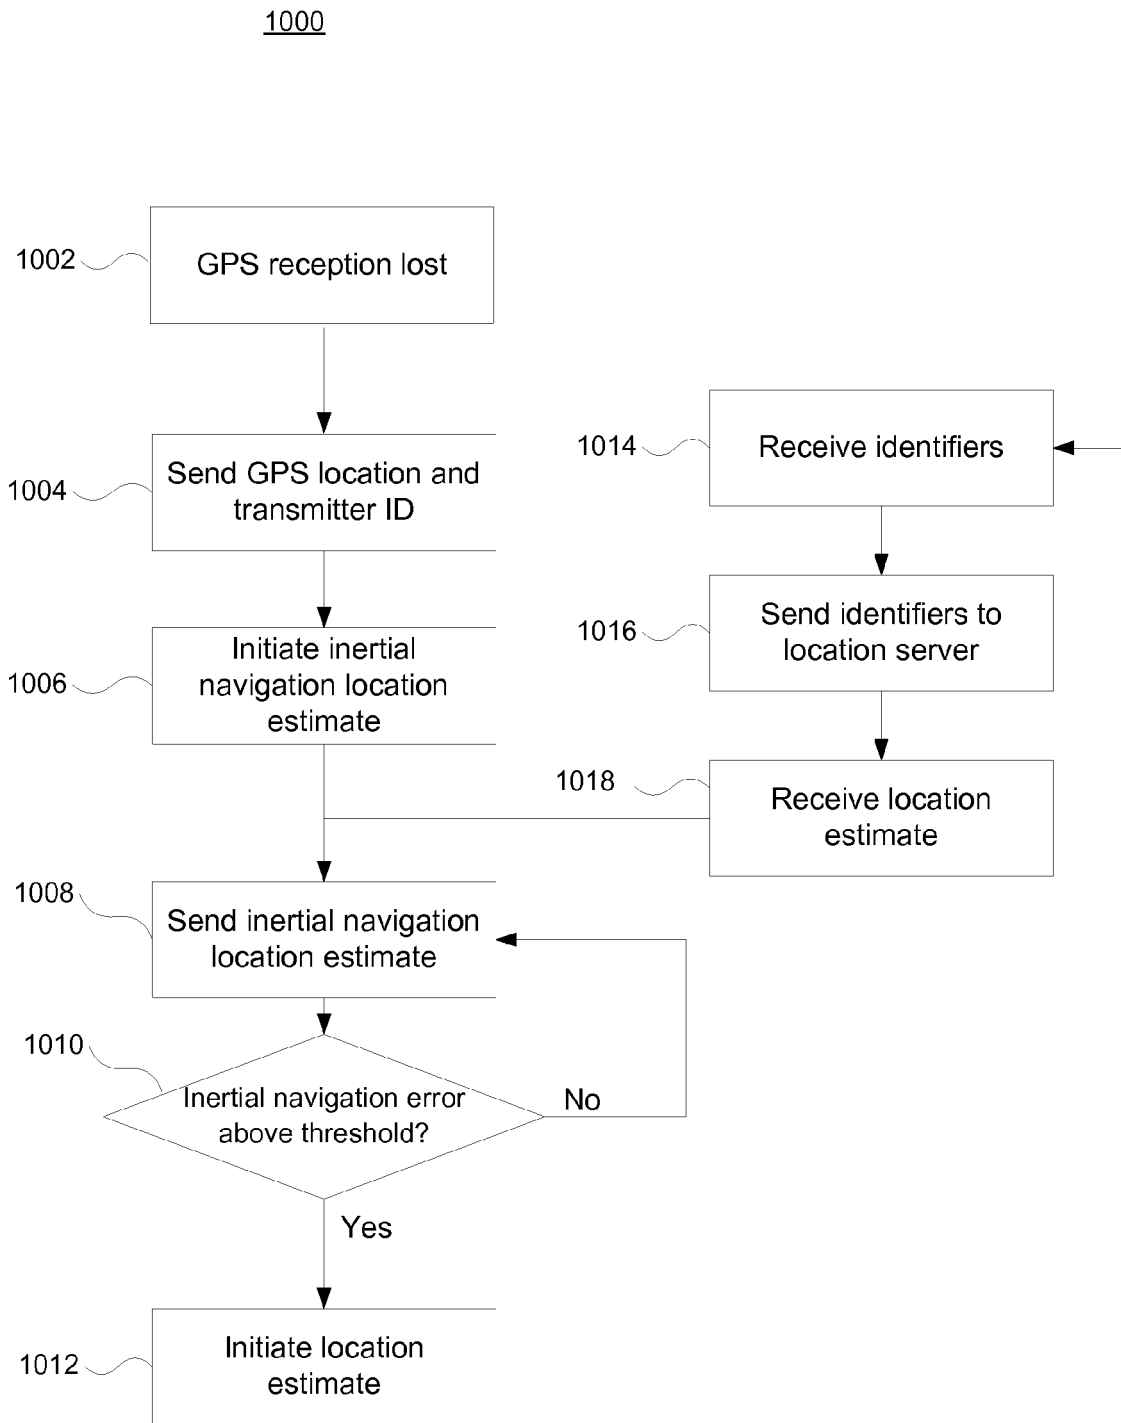 1000
1002
GPS reception lost
1004
Send GPS location and
transmitter ID
1006
Initiate inertial
navigation location
estimate
1008
Send inertial navigation
location estimate
1010
Inertial navigation error
above threshold?
No
Yes
1012
Initiate location
estimate
1014
Receive identifiers
1016
Send identifiers to
location server
1018
Receive location
estimate